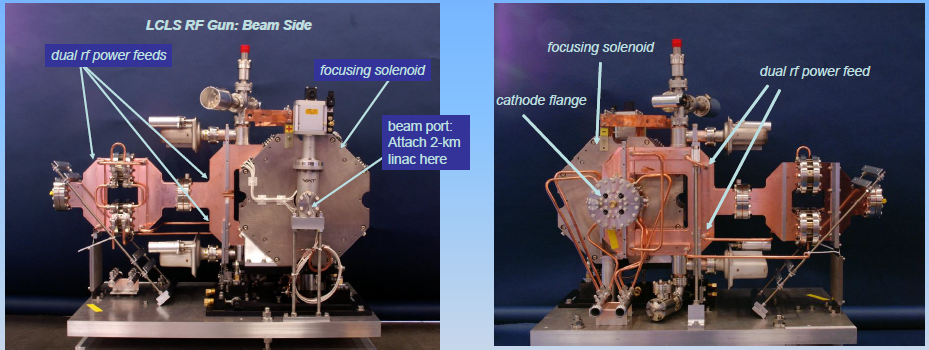 LCLS RF Gun: Beam Side
dual rf power feeds
focusing solenoid
beam port:
Attach 2-km
linac here
focusing solenoid
dual rf power feed
cathode flange
VAT